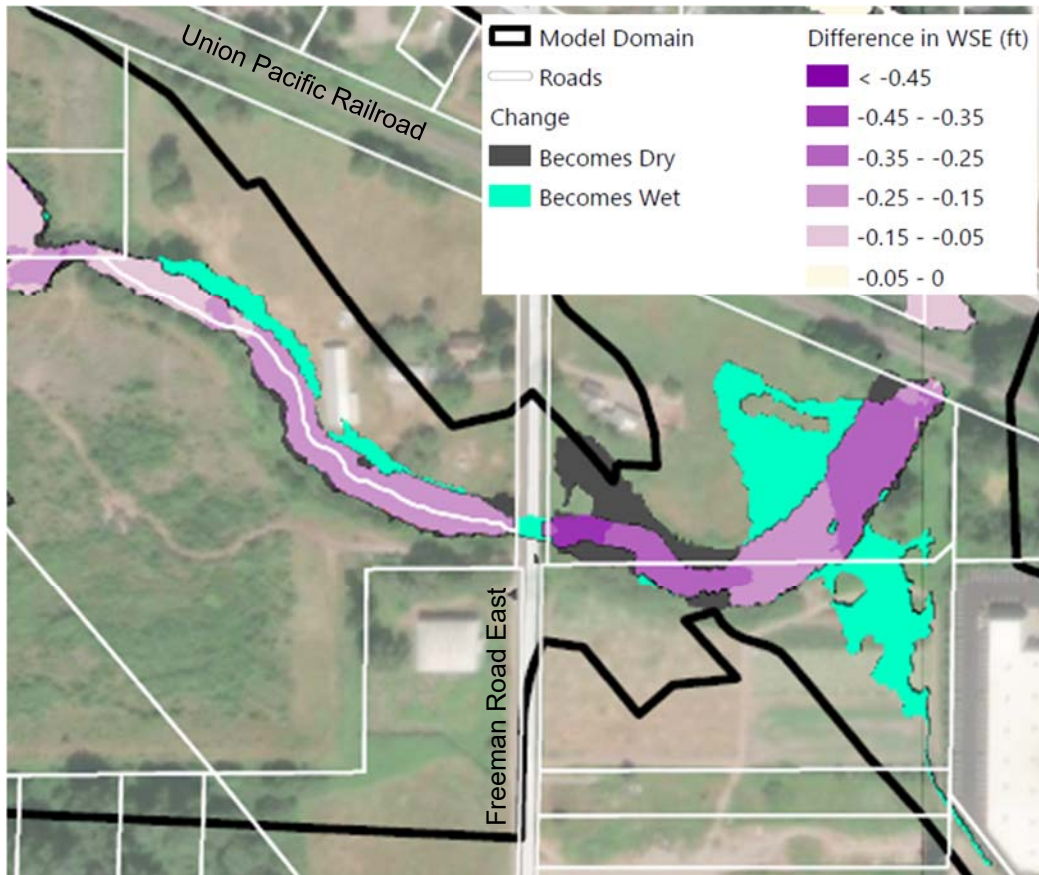 Union Pacific Railroad
Model Domain
Roads
Change
Becomes Dry
Becomes Wet
Difference in WSE (ft)
< -0.45
-0.45 - -0.35
-0.35 - -0.25
-0.25 - -0.15
-0.15 - -0.05
-0.05 - 0
Freeman Road East